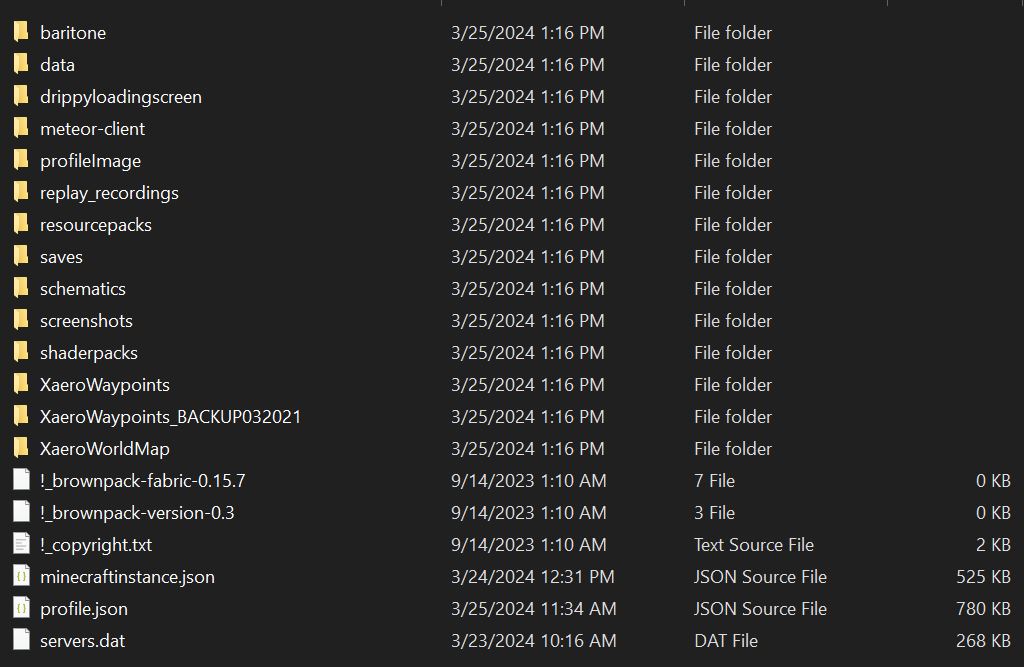 baritone 3/25/2024 1:16 PM File folder
data 3/25/2024 1:16 PM File folder
drippyloadingscreen 3/25/2024 1:16 PM File folder
meteor-client 3/25/2024 1:16 PM File folder
profileImage 3/25/2024 1:16 PM File folder
replay_recordings 3/25/2024 1:16 PM File folder
resourcepacks 3/25/2024 1:16 PM File folder
saves 3/25/2024 1:16 PM File folder
schematics 3/25/2024 1:16 PM File folder
screenshots 3/25/2024 1:16 PM File folder
shaderpacks 3/25/2024 1:16 PM File folder
XaeroWaypoints 3/25/2024 1:16 PM File folder
XaeroWaypoints_BACKUP032021 3/25/2024 1:16 PM File folder
XaeroWorldMap 3/25/2024 1:16 PM File folder
!_brownpack-fabric-0.15.7 9/14/2023 1:10 AM 7 File 0 KB
!_brownpack-version-0.3 9/14/2023 1:10 AM 3 File 0 KB
!_copyright.txt 9/14/2023 1:10 AM Text Source File 2 KB
minecraftinstance.json 3/24/2024 12:31 PM JSON Source File 525 KB
profile.json 3/25/2024 11:34 AM JSON Source File 780 KB
servers.dat 3/23/2024 10:16 AM DAT File 268 KB